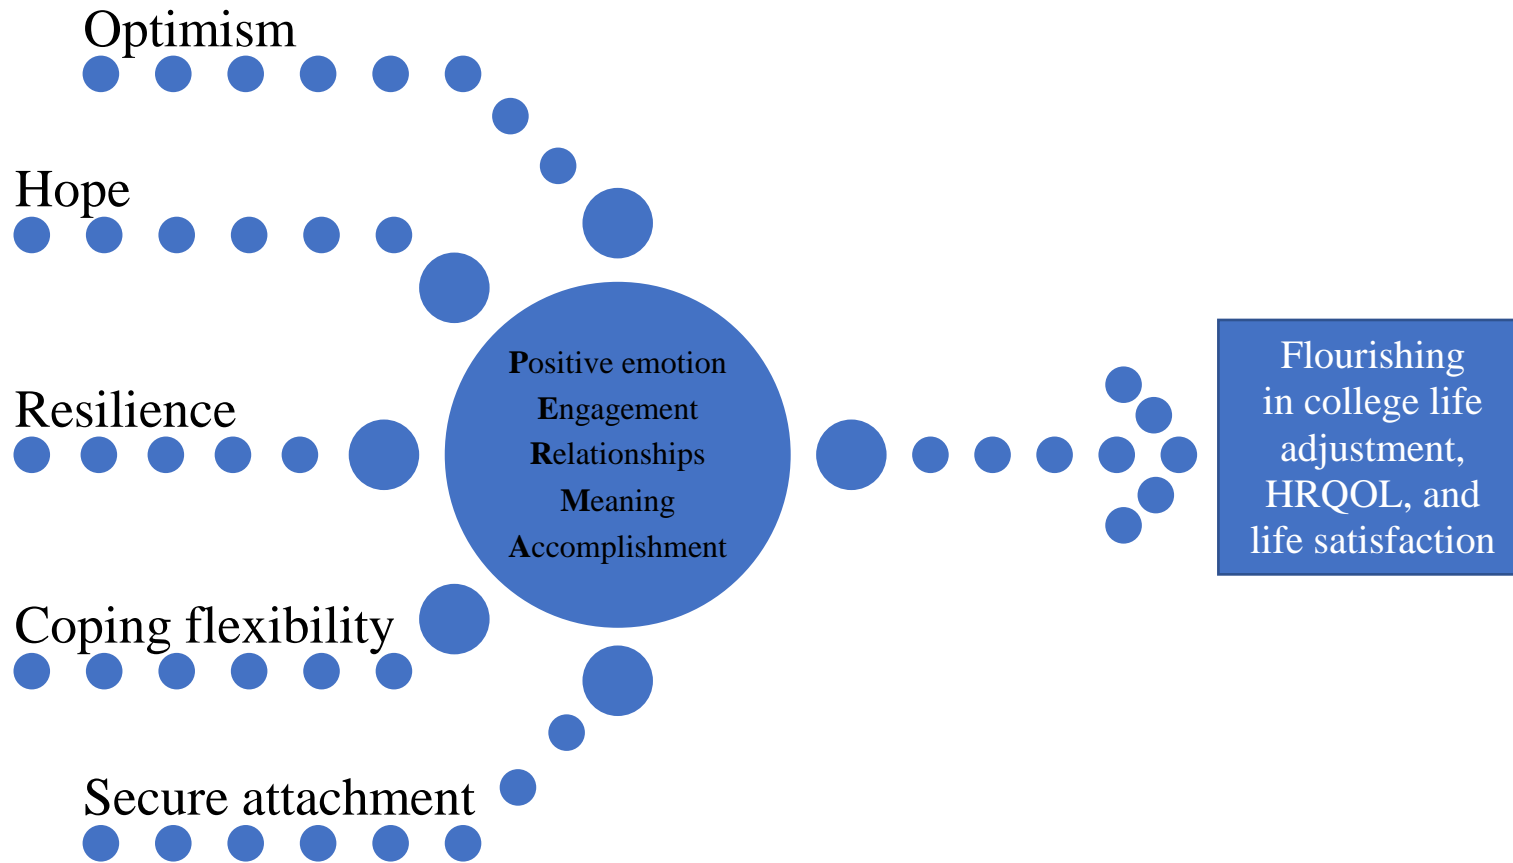 Optimism
Hope
Resilience
Coping flexibility
Secure attachment
Positive emotion
Engagement
Relationships
Meaning
Accomplishment
Flourishing
in college life
adjustment,
HRQOL, and
life satisfaction